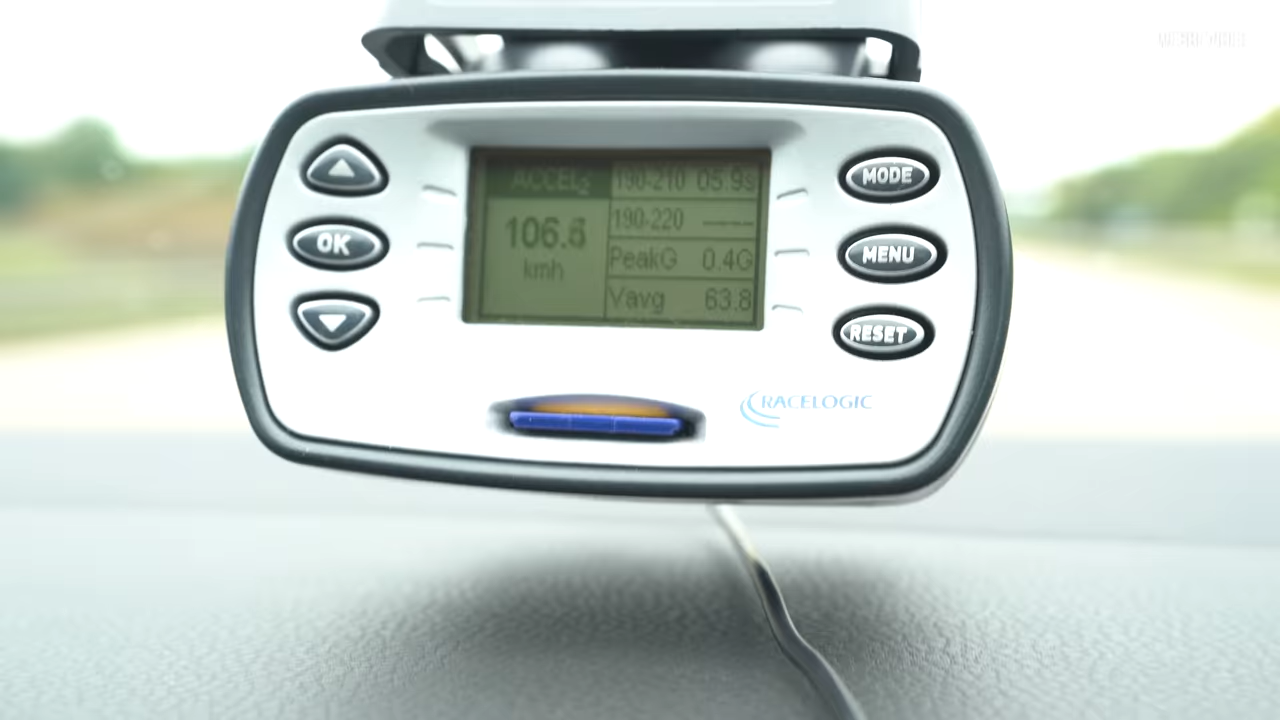 MODE
ACCEL2
190-210 05.9s
OK
106.6
kmh
190-220 -----
MENU
PeakG 0.4G
Vavg 63.8
RESET
RACELOGIC